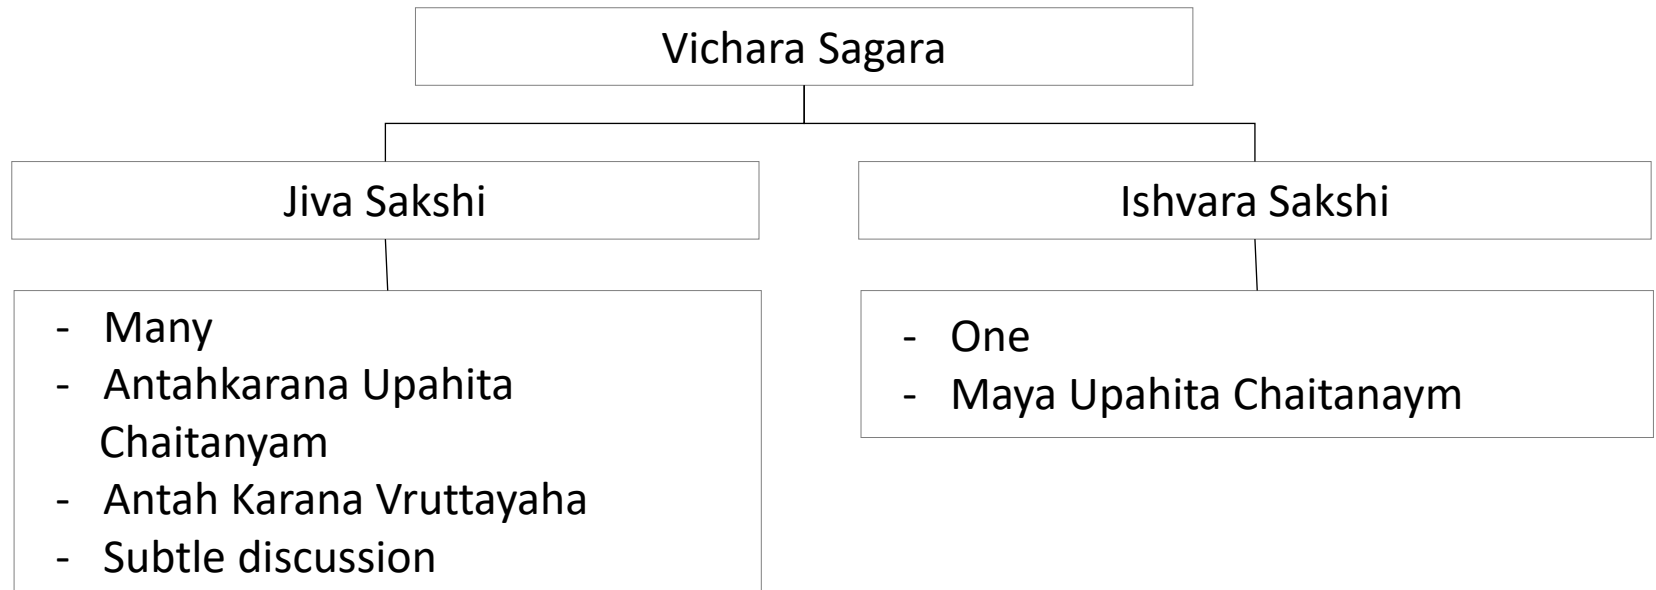 Vichara Sagara
Jiva Sakshi
Ishvara Sakshi
- Many
- Antahkarana Upahita
Chaitanyam
- Antah Karana Vruttayaha
- Subtle discussion
- One
- Maya Upahita Chaitanaym